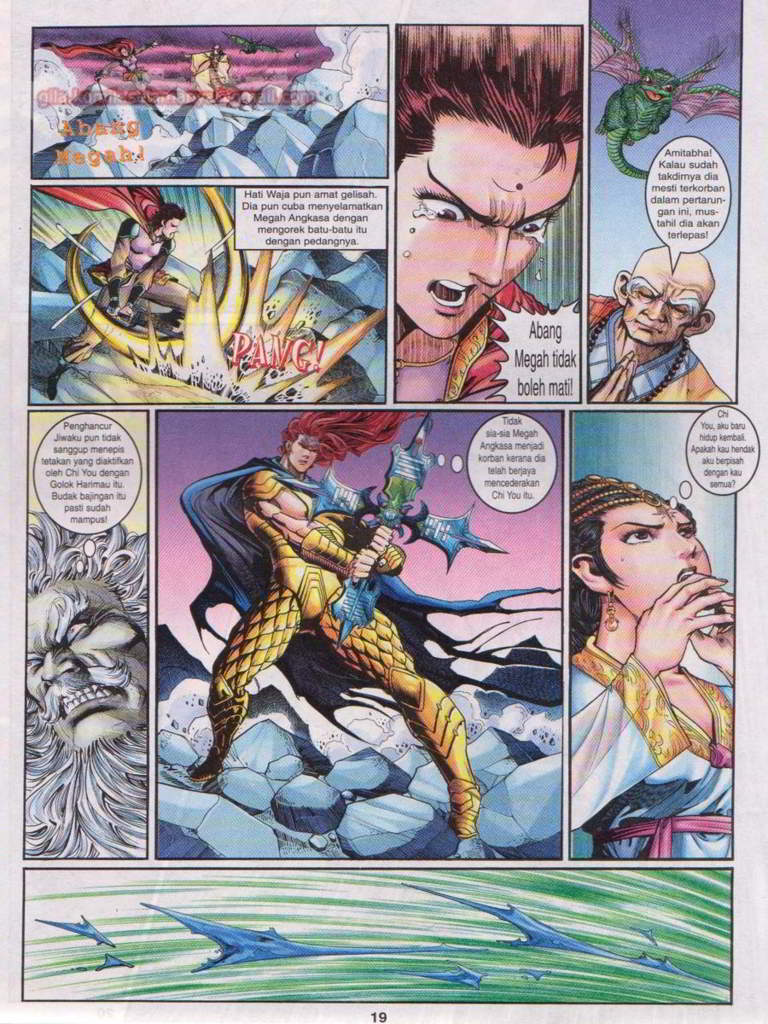 Abang
Megah!
Hati Waja pun amat gelisah.
Dia pun cuba menyelamatkan
Megah Angkasa dengan
mengorek batu-batu itu
dengan pedangnya.
PANG!
Abang
Megah tidak
boleh mati!
Amitabha!
Kalau sudah
takdirnya dia
mesti terkorban
dalam pertarun-
gan ini, mus-
tahil dia akan
terlepas!
Penghancur
Jiwaku pun tidak
sanggup menepis
tetakan yang diaktifkan
oleh Chi You dengan
Golok Harimau itu.
Budak bajingan itu
pasti sudah
mampus!
Tidak
sia-sia Megah
Angkasa menjadi
korban kerana dia
telah berjaya
mencederakan
Chi You itu.
Chi
You, aku baru
hidup kembali.
Apakah kau hendak
aku berpisah
dengan kau
semua?
19